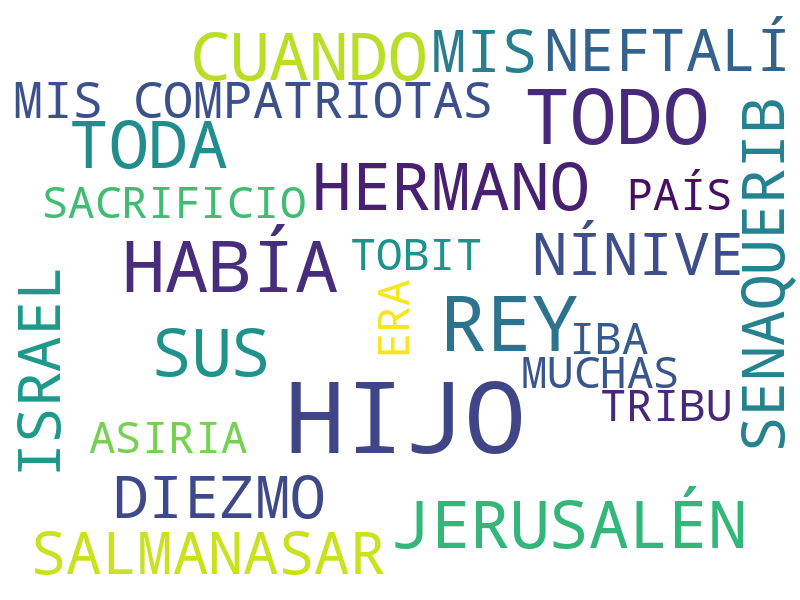 CUANDO MIS NEFTALÍ
MIS COMPATRIOTAS TODO
TODA
SACRIFICIO HERMANO PAÍS
SENAQUERIB
HABÍA TOBIT NÍNIVE
ISRAEL
ERA
SUS REY IBA
MUCHAS
HIJO TRIBU
ASIRIA
DIEZMO
SALMANASAR JERUSALÉN